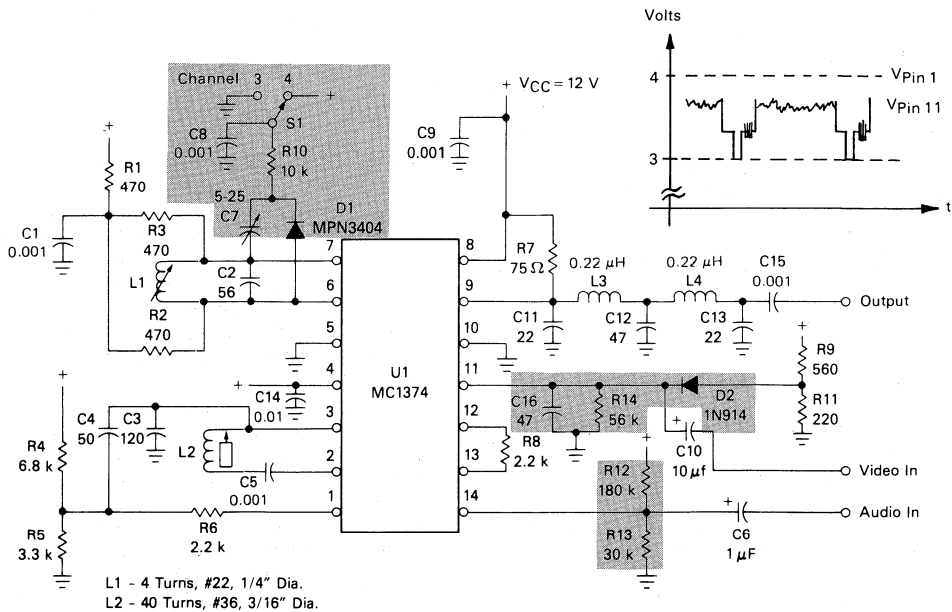 Volts
4
V Pin 1
V Pin 11
3
t
Channel 3 4
+
S1
C8
0.001
R10
10 k
VCC = 12 V
C9
0.001
+
R1
470
5-25
C7
D1
MPN3404
C1
0.001
R3
470
L1
C2
56
R2
470
7
6
5
4
3
2
1
8
9
10
11
12
13
14
U1
MC1374
R7
75 Ω
0.22 μH
L3
0.22 μH
L4
C15
0.001
Output
C11
22
C12
47
C13
22
R9
560
R11
220
+
+
C14
0.01
C16
47
R14
56 k
D2
1N914
+
C10
10 μf
Video In
+
R4
6.8 k
C4
50
C3
120
L2
C5
0.001
R8
2.2 k
+
R12
180 k
+
C6
1 μF
Audio In
R5
3.3 k
R6
2.2 k
R13
30 k
L1 - 4 Turns, #22, 1/4" Dia.
L2 - 40 Turns, #36, 3/16" Dia.